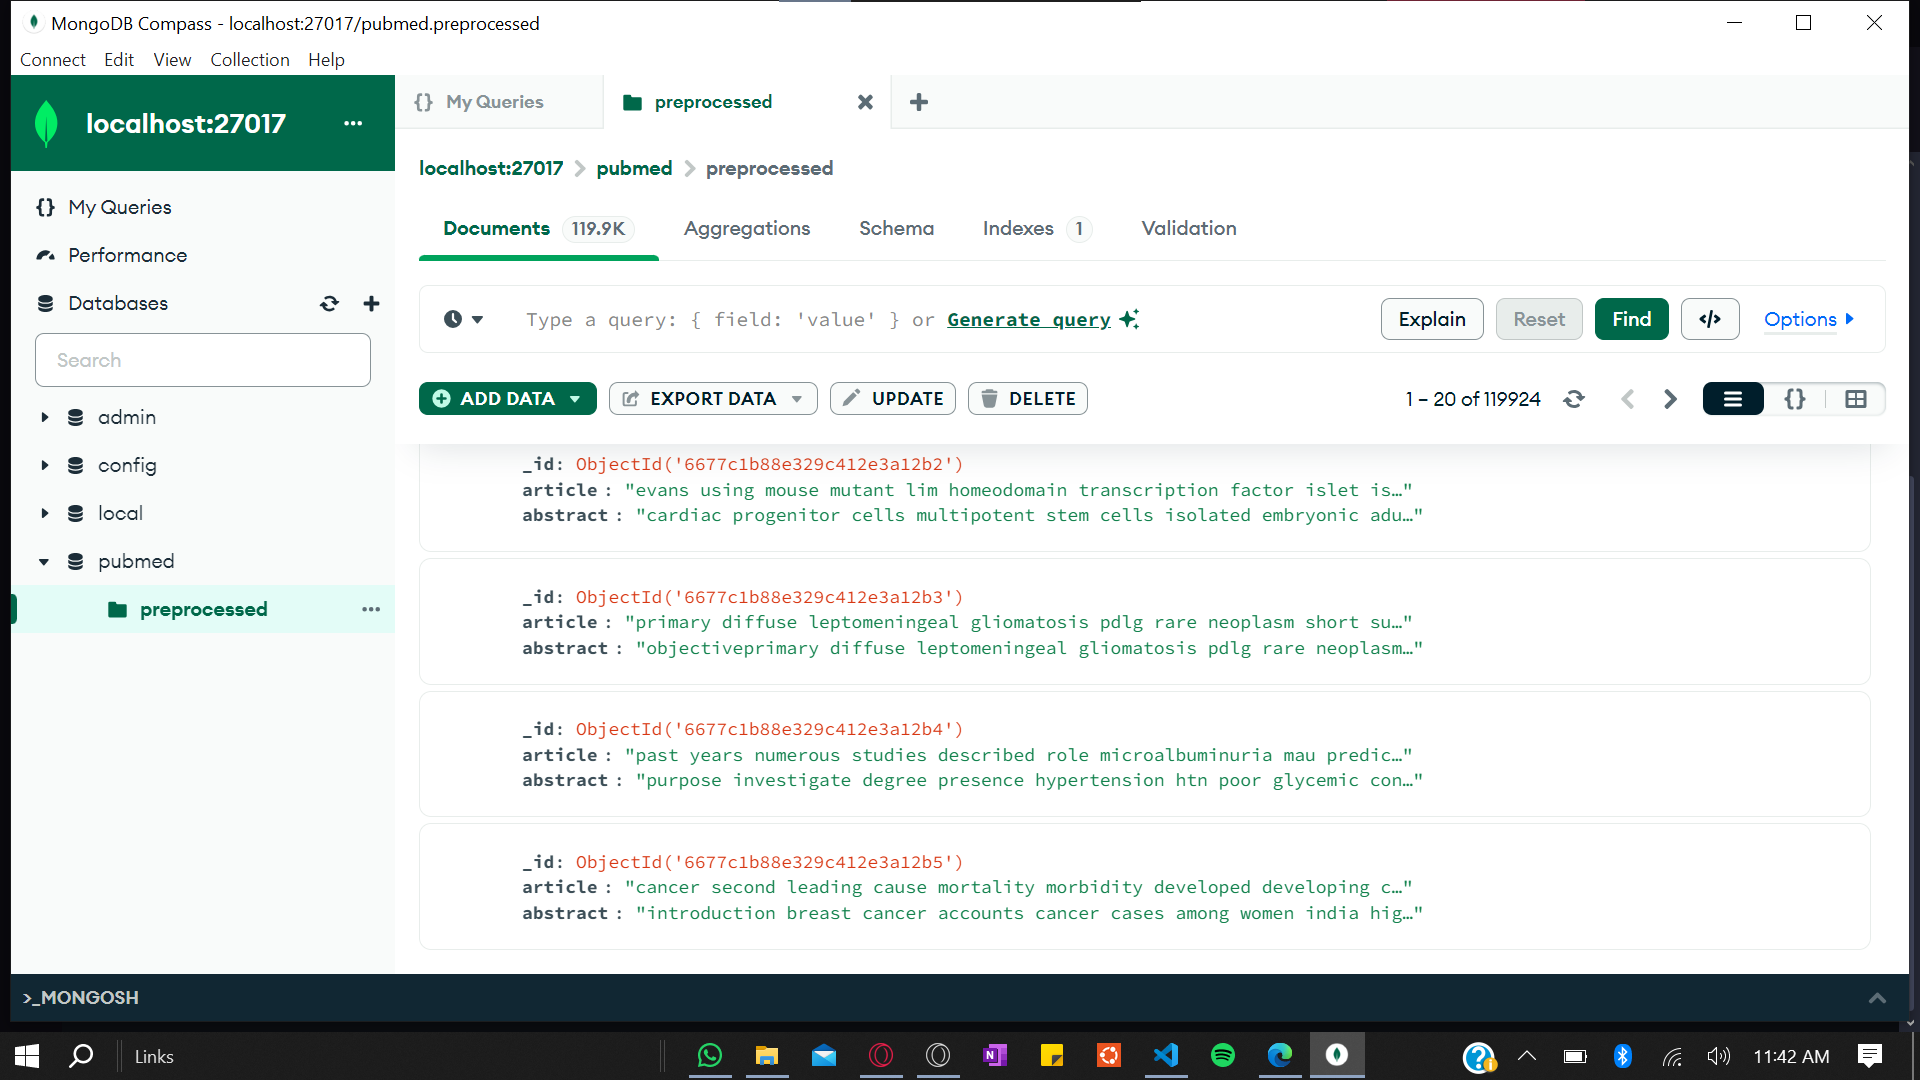 MongoDB Compass - localhost:27017/pubmed.preprocessed
Connect Edit View Collection Help
localhost:27017 ...
{} My Queries
preprocessed
localhost:27017 > pubmed > preprocessed
My Queries
Performance
Databases
Search
admin
config
local
pubmed
preprocessed ...
Documents 119.9K Aggregations Schema Indexes 1 Validation
Type a query: { field: 'value' } or Generate query
Explain Reset Find </> Options
ADD DATA EXPORT DATA UPDATE DELETE 1 – 20 of 119924 {}
_id: ObjectId('6677c1b88e329c412e3a12b2')
article : "evans using mouse mutant lim homeodomain transcription factor islet is…"
abstract : "cardiac progenitor cells multipotent stem cells isolated embryonic adu…"
_id: ObjectId('6677c1b88e329c412e3a12b3')
article : "primary diffuse leptomeningeal gliomatosis pdlg rare neoplasm short su…"
abstract : "objectiveprimary diffuse leptomeningeal gliomatosis pdlg rare neoplasm…"
_id: ObjectId('6677c1b88e329c412e3a12b4')
article : "past years numerous studies described role microalbuminuria mau predic…"
abstract : "purpose investigate degree presence hypertension htn poor glycemic con…"
_id: ObjectId('6677c1b88e329c412e3a12b5')
article : "cancer second leading cause mortality morbidity developed developing c…"
abstract : "introduction breast cancer accounts cancer cases among women india hig…"
>_MONGOSH
Links 11:42 AM